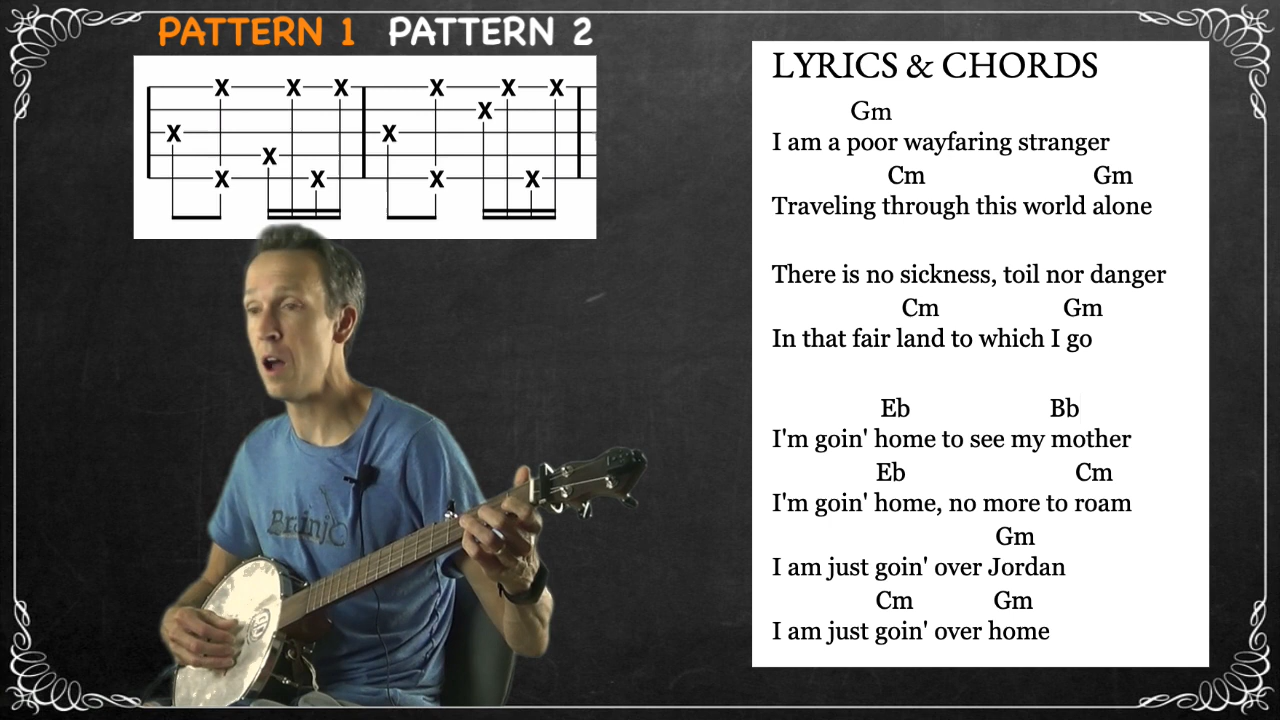 PATTERN 1 PATTERN 2
X X X X X X
X
X X
X
X X X X
LYRICS & CHORDS
Gm
I am a poor wayfaring stranger
Cm Gm
Traveling through this world alone
There is no sickness, toil nor danger
Cm Gm
In that fair land to which I go
Eb Bb
I'm goin' home to see my mother
Eb Cm
I'm goin' home, no more to roam
Gm
I am just goin' over Jordan
Cm Gm
I am just goin' over home